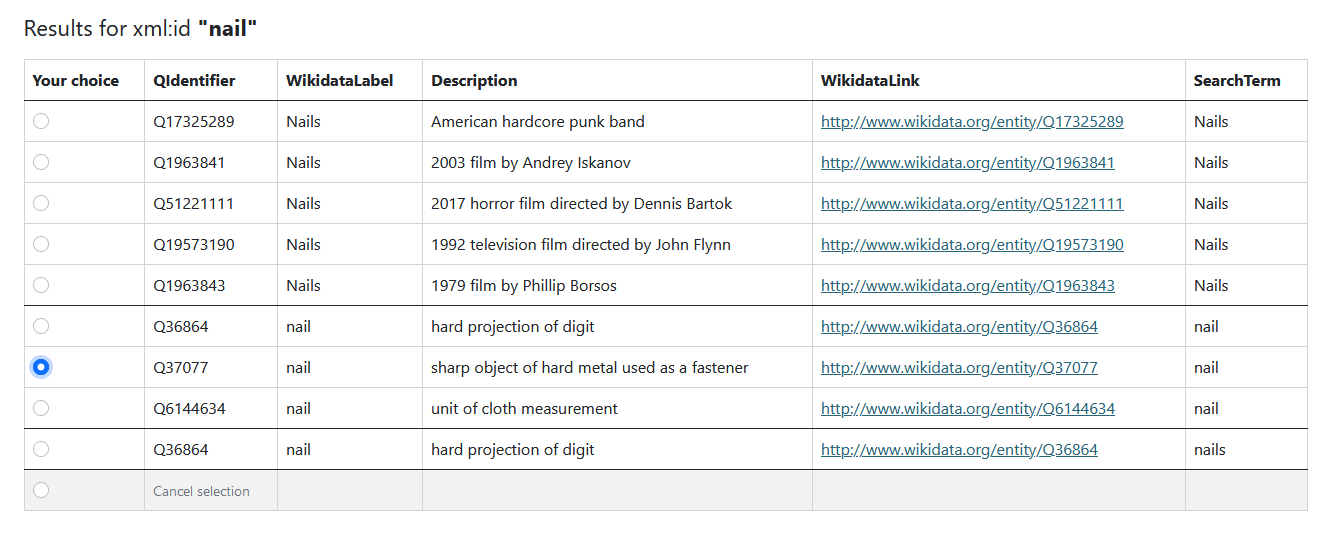 Results for xml:id "nail"
Your choice QIdentifier WikidataLabel Description WikidataLink SearchTerm
Q17325289 Nails American hardcore punk band http://www.wikidata.org/entity/Q17325289 Nails
Q1963841 Nails 2003 film by Andrey Iskanov http://www.wikidata.org/entity/Q1963841 Nails
Q51221111 Nails 2017 horror film directed by Dennis Bartok http://www.wikidata.org/entity/Q51221111 Nails
Q19573190 Nails 1992 television film directed by John Flynn http://www.wikidata.org/entity/Q19573190 Nails
Q1963843 Nails 1979 film by Phillip Borsos http://www.wikidata.org/entity/Q1963843 Nails
Q36864 nail hard projection of digit http://www.wikidata.org/entity/Q36864 nail
Q37077 nail sharp object of hard metal used as a fastener http://www.wikidata.org/entity/Q37077 nail
Q6144634 nail unit of cloth measurement http://www.wikidata.org/entity/Q6144634 nail
Q36864 nail hard projection of digit http://www.wikidata.org/entity/Q36864 nails
Cancel selection